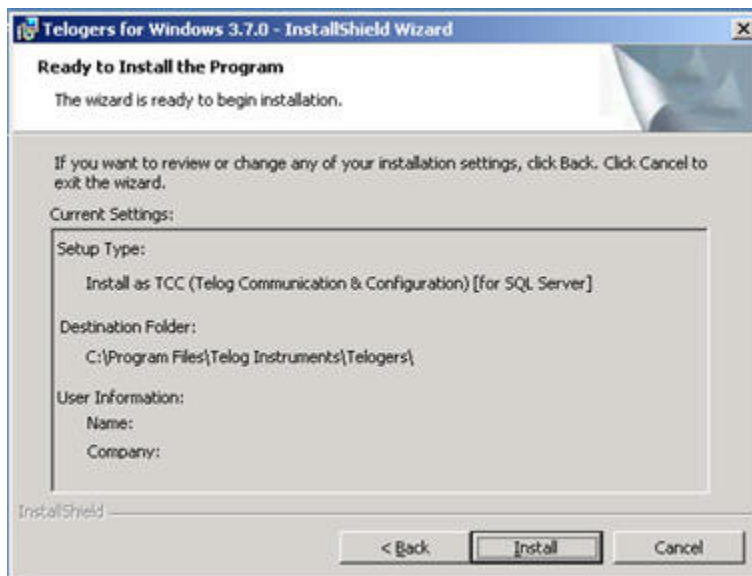 Telogers for Windows 3.7.0 - InstallShield Wizard
Ready to Install the Program
The wizard is ready to begin installation.
If you want to review or change any of your installation settings, click Back. Click Cancel to
exit the wizard.
Current Settings:
Setup Type:
Install as TCC (Telog Communication & Configuration) [for SQL Server]
Destination Folder:
C:\Program Files\Telog Instruments\Telogers\
User Information:
Name:
Company:
InstallShield
< Back
Install
Cancel